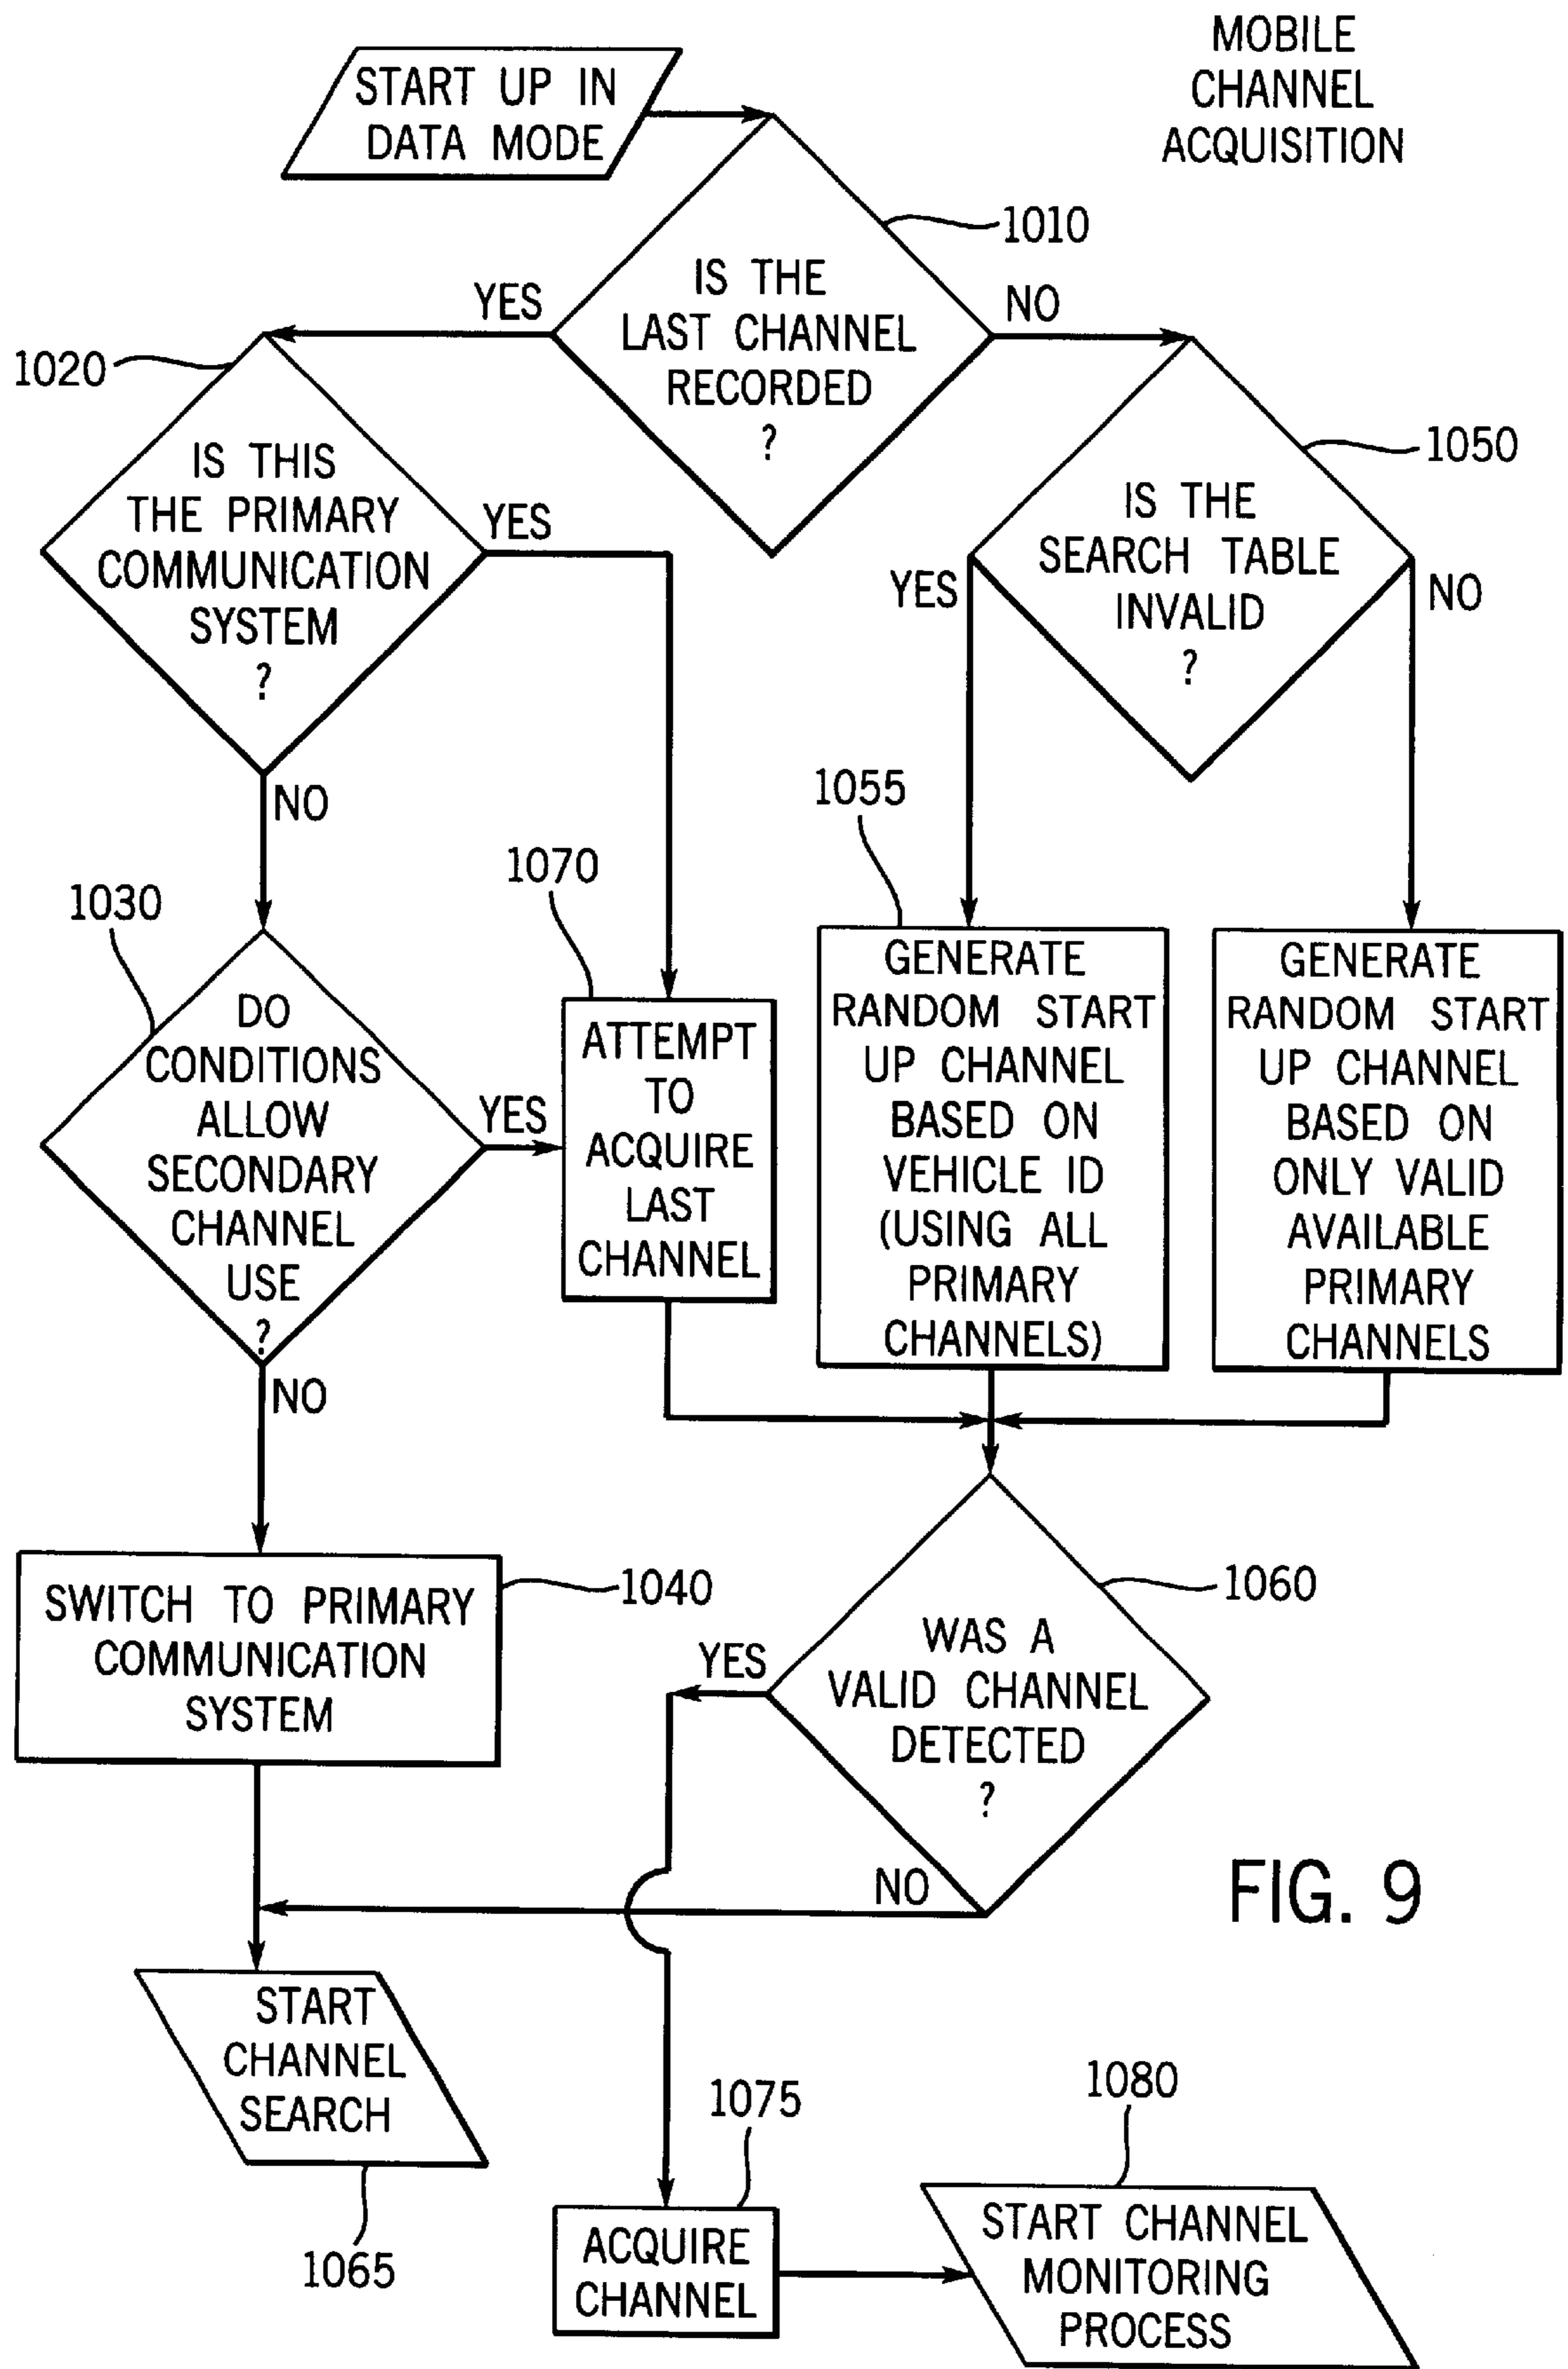 MOBILE
CHANNEL
ACQUISITION
START UP IN
DATA MODE
1010
IS THE
LAST CHANNEL
RECORDED
?
YES
NO
1020
IS THIS
THE PRIMARY
COMMUNICATION
SYSTEM
?
YES
NO
1050
IS THE
SEARCH TABLE
INVALID
?
YES
NO
1030
DO
CONDITIONS
ALLOW
SECONDARY
CHANNEL
USE
?
YES
NO
1070
ATTEMPT
TO
ACQUIRE
LAST
CHANNEL
1055
GENERATE
RANDOM START
UP CHANNEL
BASED ON
VEHICLE ID
(USING ALL
PRIMARY
CHANNELS)
GENERATE
RANDOM START
UP CHANNEL
BASED ON
ONLY VALID
AVAILABLE
PRIMARY
CHANNELS
SWITCH TO PRIMARY
COMMUNICATION
SYSTEM
1040
1060
WAS A
VALID CHANNEL
DETECTED
?
YES
NO
FIG. 9
START
CHANNEL
SEARCH
1065
1075
ACQUIRE
CHANNEL
1080
START CHANNEL
MONITORING
PROCESS